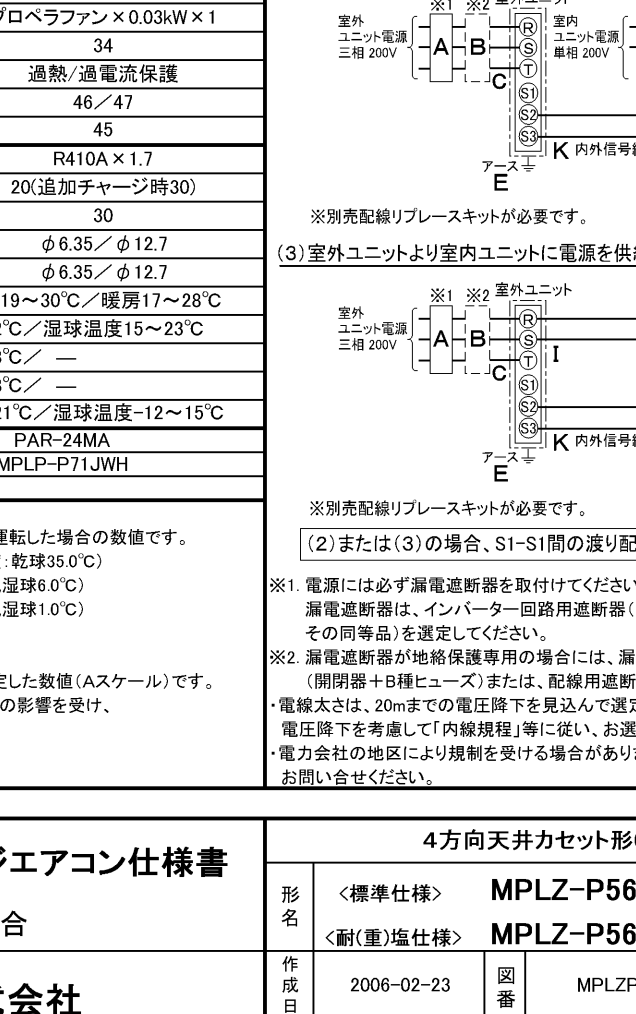 プロペラファン×0.03kW×1
34
過熱/過電流保護
46／47
45
R410A×1.7
20(追加チャージ時30)
30
φ6.35／φ12.7
φ6.35／φ12.7
19～30℃／暖房17～28℃
℃／湿球温度15～23℃
℃／ ―
℃／ ―
1℃／湿球温度-12～15℃
PAR-24MA
MPLP-P71JWH
運転した場合の数値です。
:乾球35.0℃)
湿球6.0℃)
湿球1.0℃)
定した数値(Aスケール)です。
の影響を受け、
※1 ※2
室外
ユニット電源
三相 200V
A B C
R
S
T
S1
S2
S3
室内
ユニット電源
単相 200V
K 内外信号線
アース
E
※別売配線リプレースキットが必要です。
(3)室外ユニットより室内ユニットに電源を供給
※1 ※2 室外ユニット
室外
ユニット電源
三相 200V
A B C
R
S
T
S1
S2
S3
I
K 内外信号線
アース
E
※別売配線リプレースキットが必要です。
(2)または(3)の場合、S1-S1間の渡り配
※1. 電源には必ず漏電遮断器を取付けてください
漏電遮断器は、インバーター回路用遮断器(
その同等品)を選定してください。
※2. 漏電遮断器が地絡保護専用の場合には、漏
(開閉器＋B種ヒューズ)または、配線用遮断
・電線太さは、20mまでの電圧降下を見込んで選定
電圧降下を考慮して「内線規程」等に従い、お選
・電力会社の地区により規制を受ける場合がありま
お問い合せください。
ジエアコン仕様書
合
式会社
4方向天井カセット形(
形名
<標準仕様> MPLZ-P56
<耐(重)塩仕様> MPLZ-P56
作成日
2006-02-23
図番
MPLZP